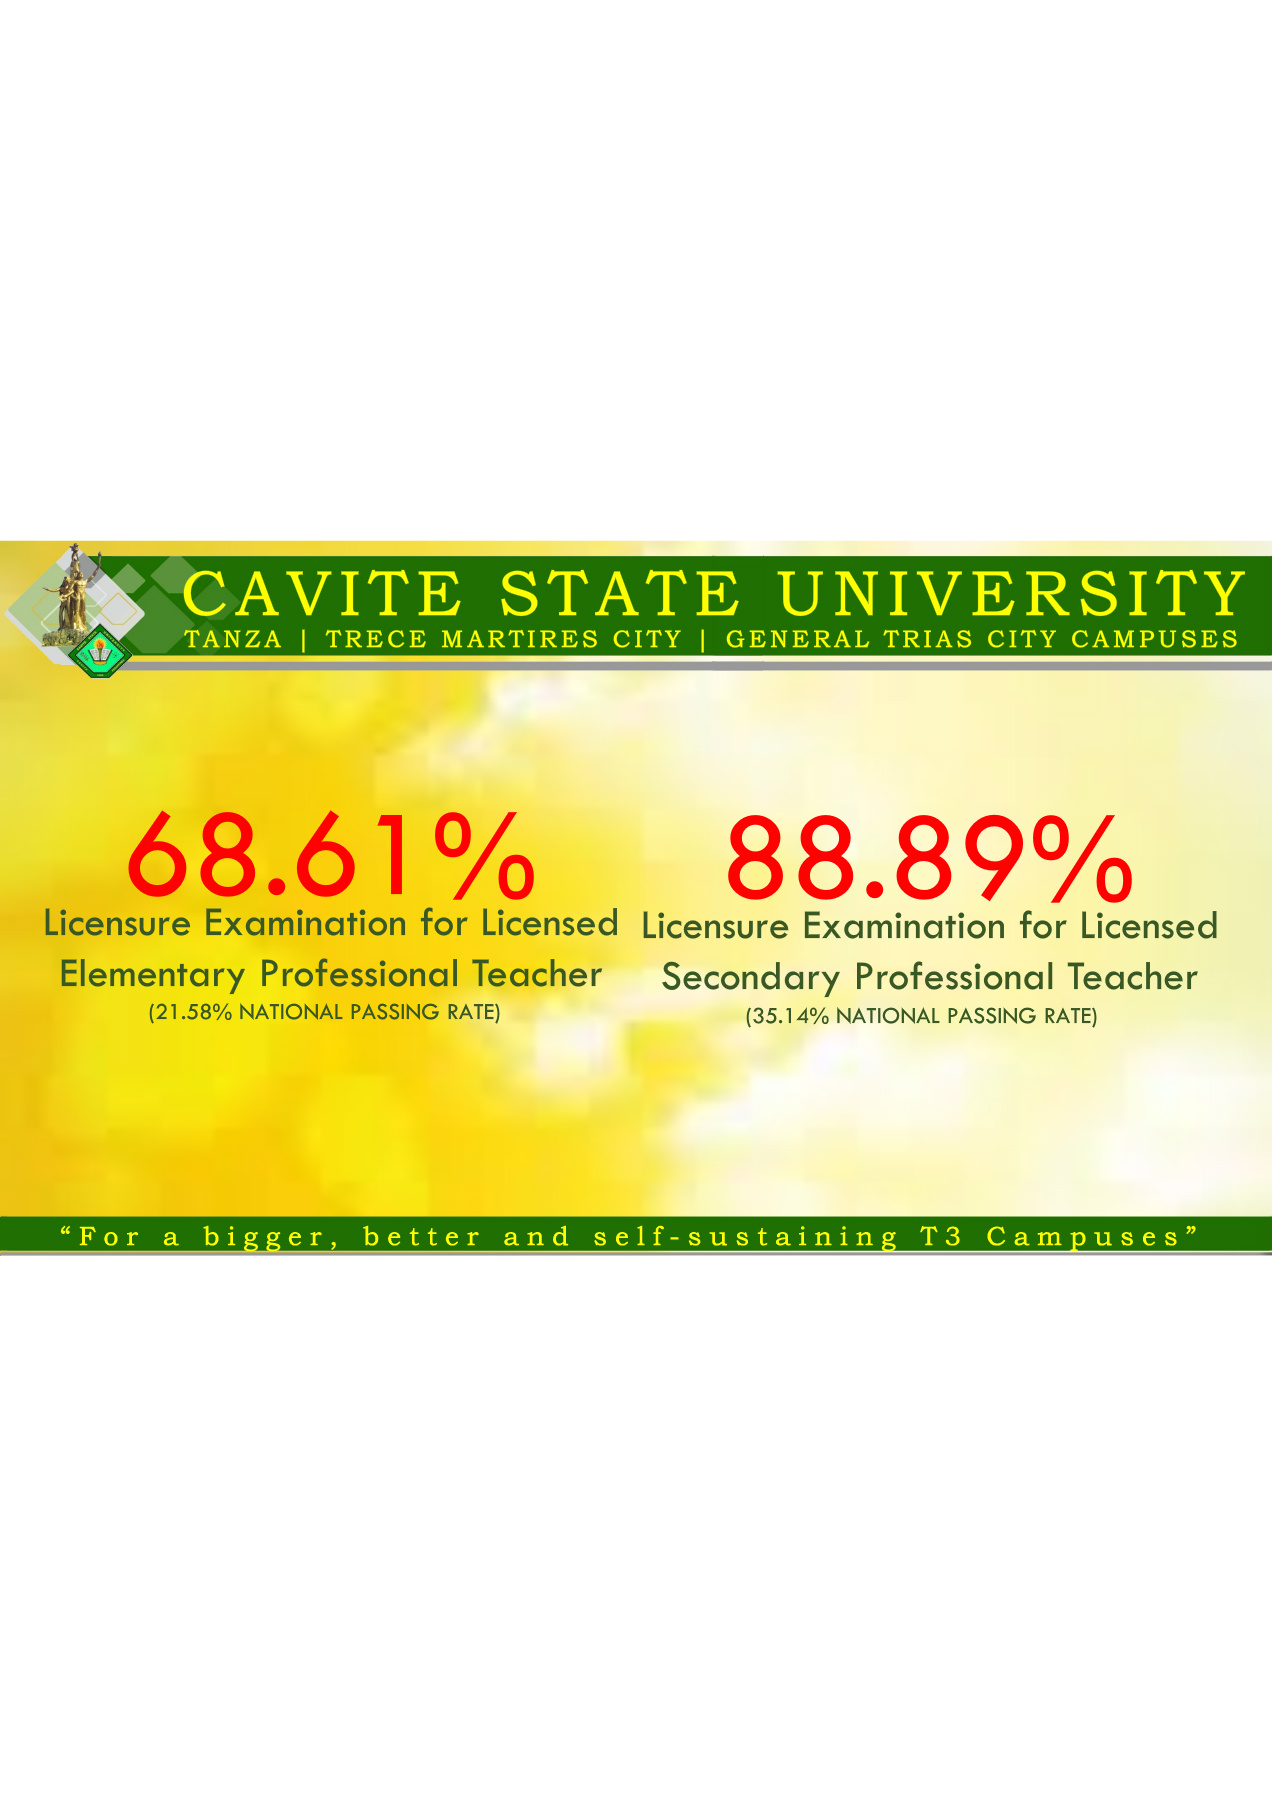 CAVITE STATE UNIVERSITY
TANZA | TRECE MARTIRES CITY | GENERAL TRIAS CITY CAMPUSES
68.61%
Licensure Examination for Licensed
Elementary Professional Teacher
(21.58% NATIONAL PASSING RATE)
88.89%
Licensure Examination for Licensed
Secondary Professional Teacher
(35.14% NATIONAL PASSING RATE)
“For a bigger, better and self-sustaining T3 Campuses”